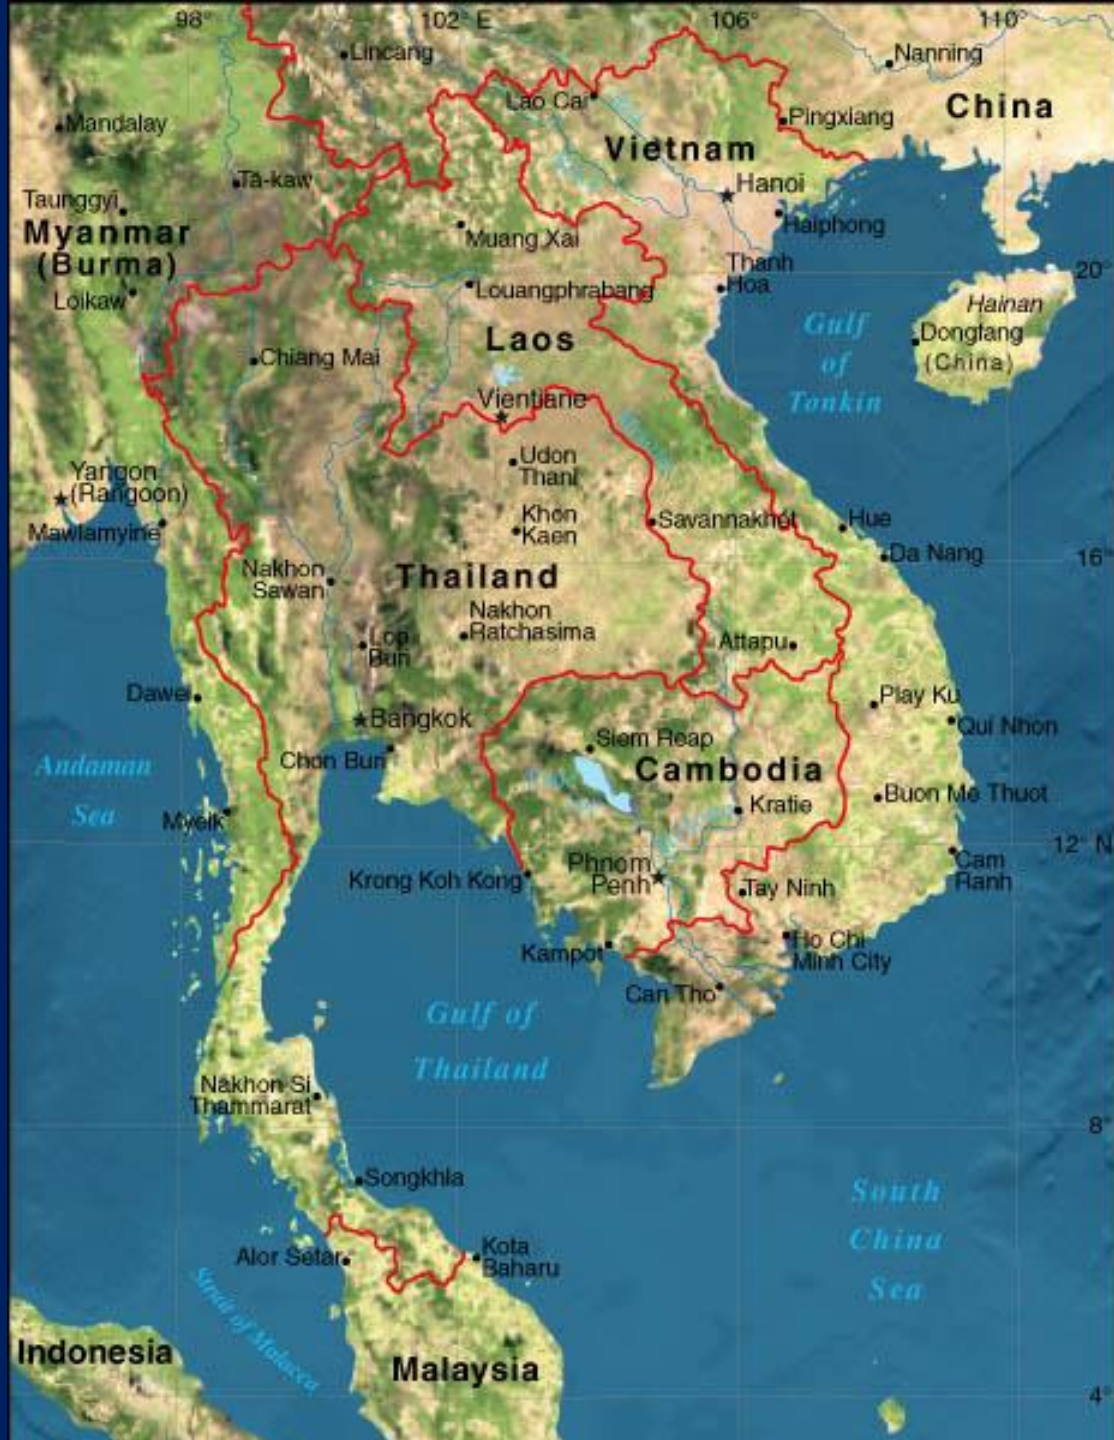 98°
102° E
106°
110°
Lincang
Nanning
Lao Cai
China
Mandalay
Pingxiang
Vietnam
Ta-kaw
Hanoi
Taunggyi
Haiphong
Myanmar
(Burma)
Muang Xai
Thanh
Hoa
20°
Loikaw
Louangphrabang
Hainan
Dongfang
(China)
Gulf
of
Tonkin
Laos
Chiang Mai
Vientiane
Udon
Thani
Yangon
(Rangoon)
Mawlamyine
Khon
Kaen
Savannakhet
Hue
Da Nang
16°
Nakhon
Sawan
Thailand
Nakhon
Ratchasima
Lop
Buri
Attapu
Dawei
Play Ku
Bangkok
Qui Nhon
Chon Buri
Siem Reap
Andaman
Sea
Cambodia
Buon Me Thuot
Kratie
Myeik
12° N
Phnom
Penh
Cam
Ranh
Krong Koh Kong
Tay Ninh
Kampot
Ho Chi
Minh City
Can Tho
Gulf of
Thailand
Nakhon Si
Thammarat
8°
Songkhla
South
China
Sea
Alor Setar
Kota
Baharu
Strait of Malacca
Indonesia
Malaysia
4°